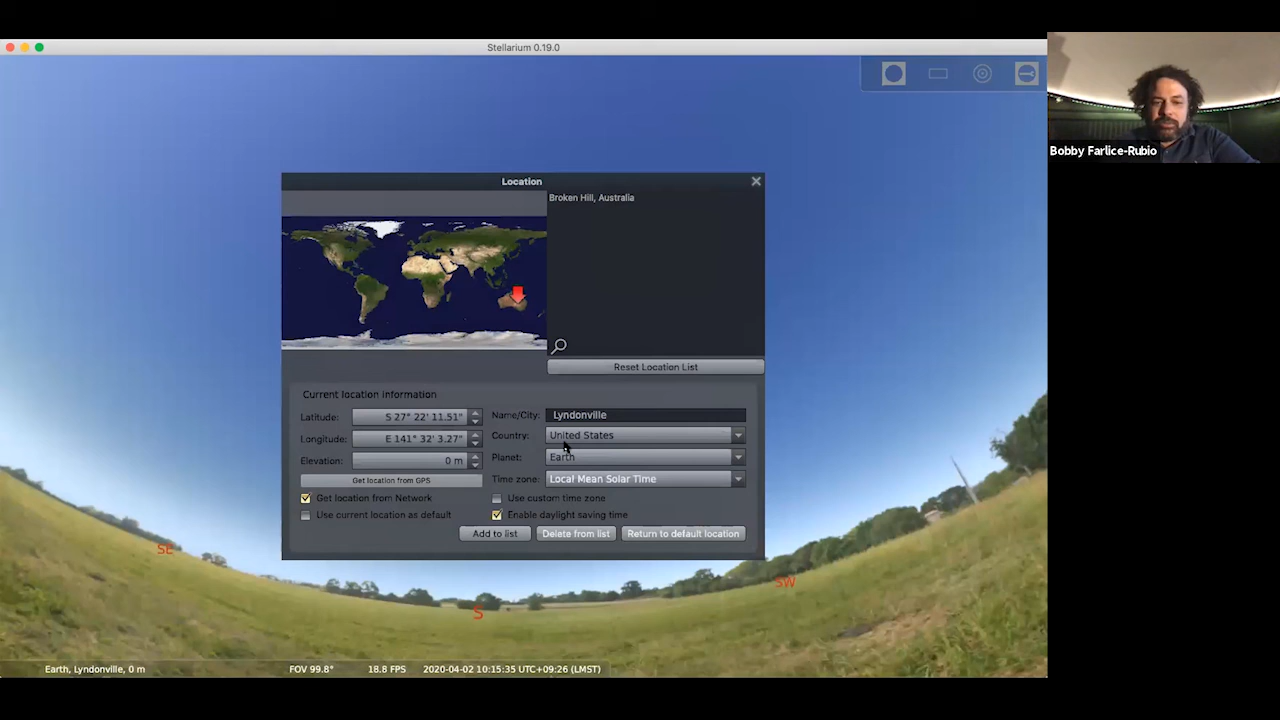 Stellarium 0.19.0
Bobby Farlice-Rubio
Location
Broken Hill, Australia
Reset Location List
Current location information
Latitude: S 27° 22' 11.51"
Name/City: Lyndonville
Longitude: E 141° 32' 3.27"
Country: United States
Elevation: 0 m
Planet: Earth
Get location from GPS
Time zone: Local Mean Solar Time
Get location from Network
Use custom time zone
Use current location as default
Enable daylight saving time
Add to list
Delete from list
Return to default location
SE
S
SW
Earth, Lyndonville, 0 m
FOV 99.8°
18.8 FPS
2020-04-02 10:15:35 UTC+09:26 (LMST)